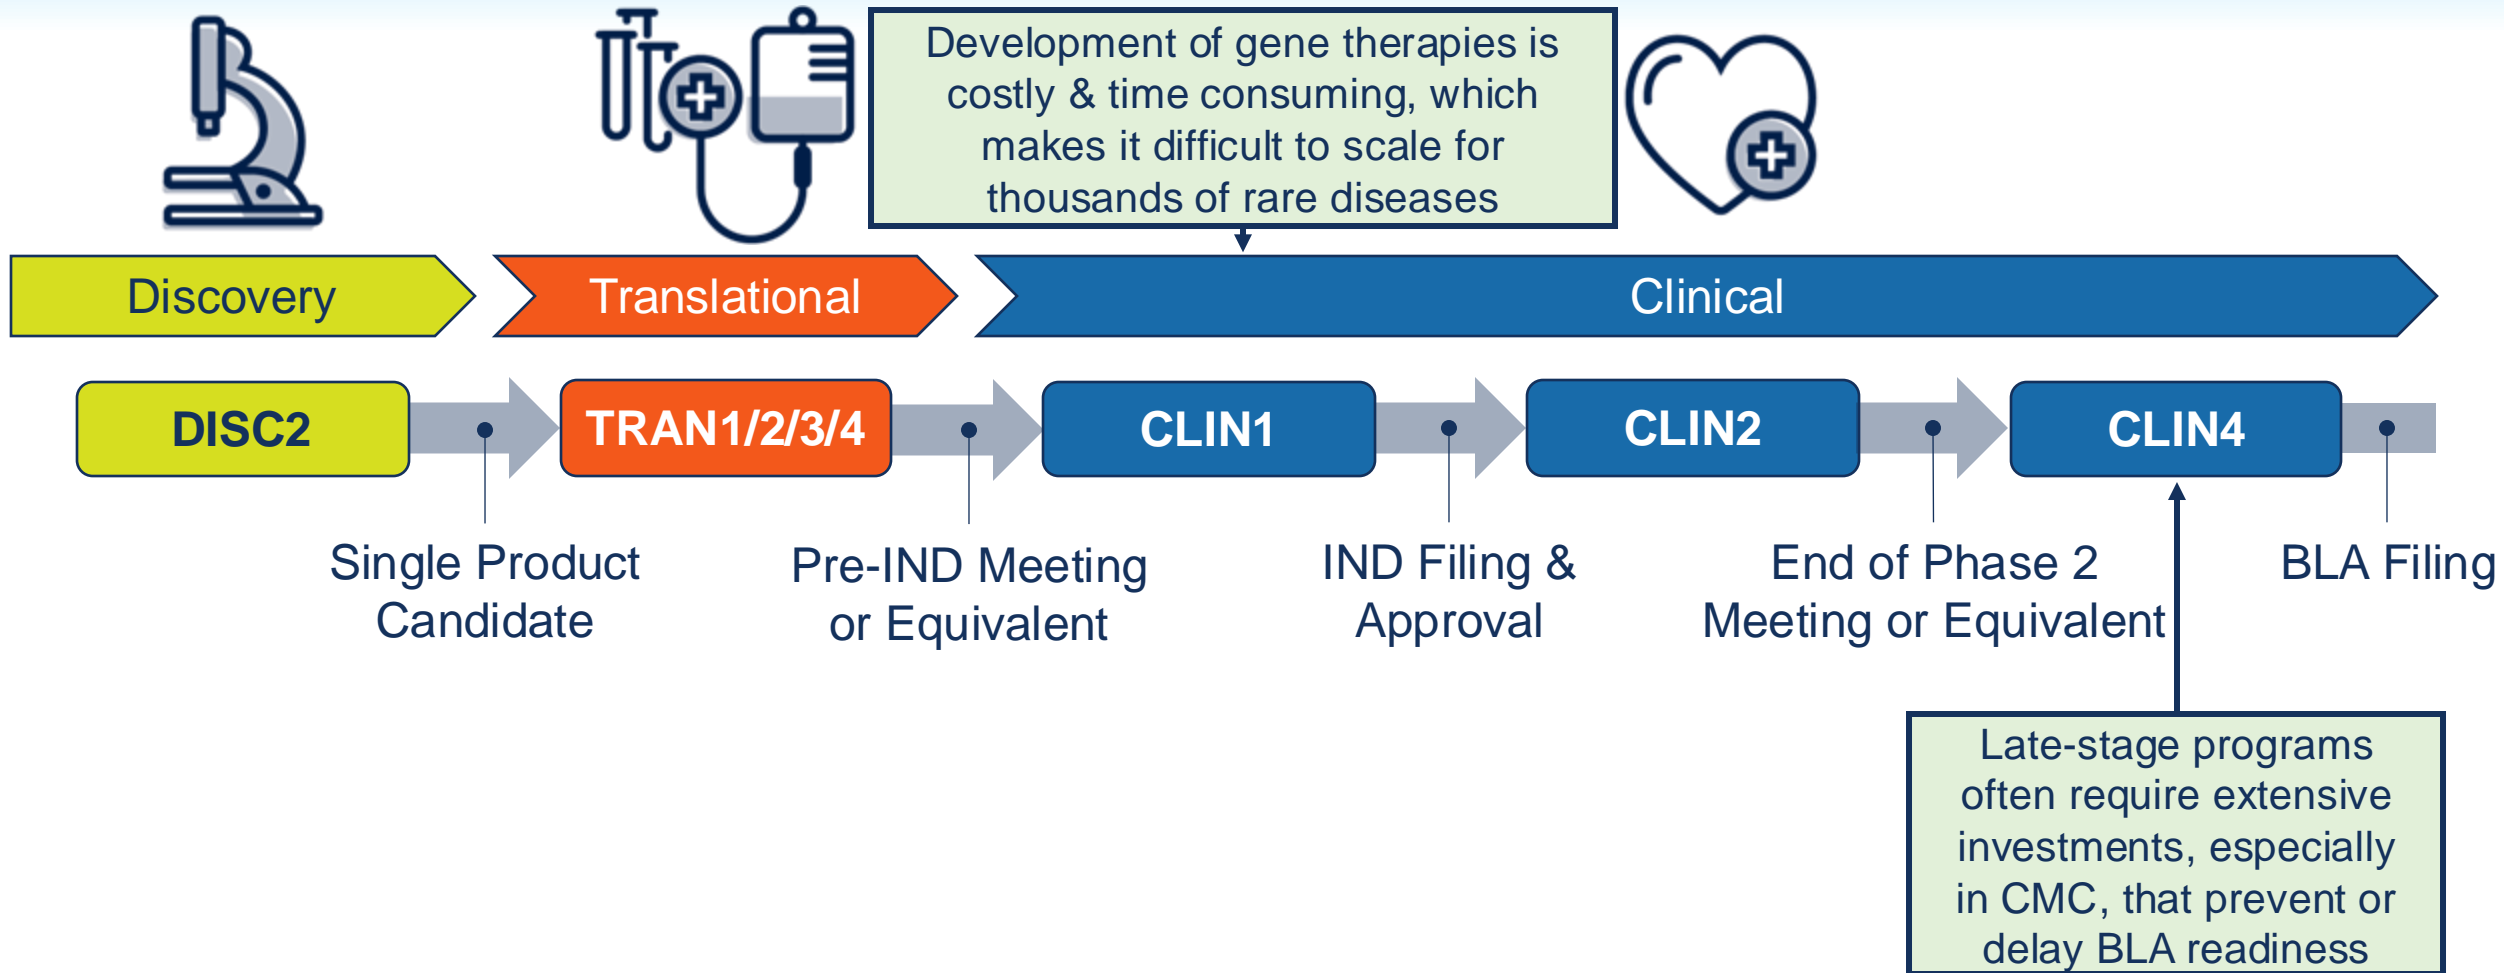 Development of gene therapies is
costly & time consuming, which
makes it difficult to scale for
thousands of rare diseases
Discovery
Translational
Clinical
DISC2
TRAN1/2/3/4
CLIN1
CLIN2
CLIN4
Single Product
Candidate
Pre-IND Meeting
or Equivalent
IND Filing &
Approval
End of Phase 2
Meeting or Equivalent
BLA Filing
Late-stage programs
often require extensive
investments, especially
in CMC, that prevent or
delay BLA readiness